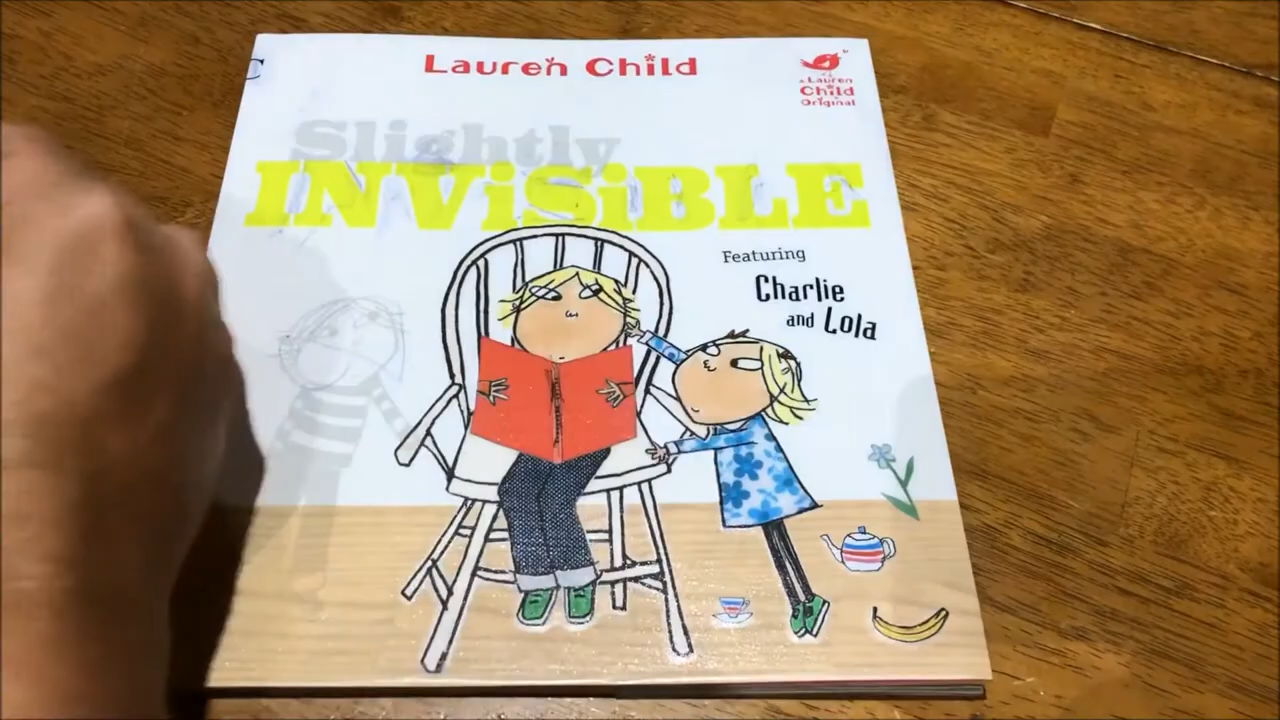 Lauren Child
a Lauren
Child
Original
C
Slightly
INViSiBLE
Featuring
Charlie
and Lola